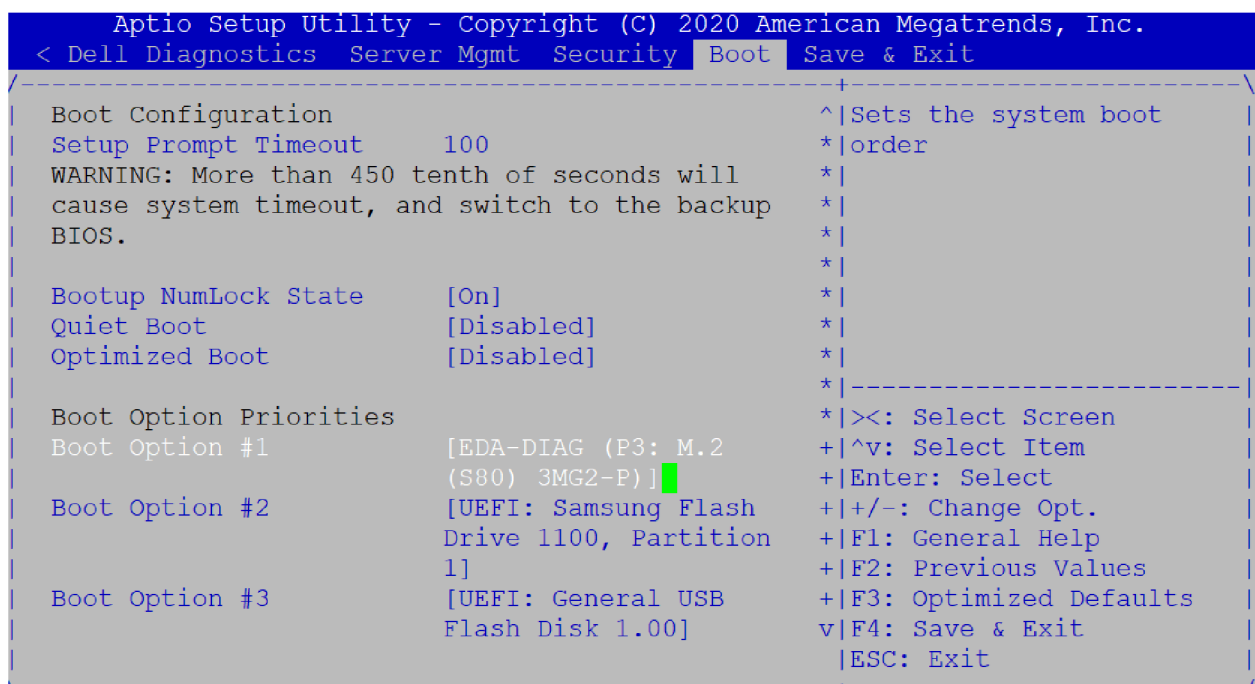 Aptio Setup Utility - Copyright (C) 2020 American Megatrends, Inc.
< Dell Diagnostics  Server Mgmt  Security  Boot  Save & Exit
/----------------------------------------------------+-------------------------\
|  Boot Configuration                               ^|Sets the system boot     |
|  Setup Prompt Timeout     100                     *|order                    |
|  WARNING: More than 450 tenth of seconds will     *|                         |
|  cause system timeout, and switch to the backup   *|                         |
|  BIOS.                                            *|                         |
|                                                   *|                         |
|  Bootup NumLock State     [On]                    *|                         |
|  Quiet Boot               [Disabled]              *|                         |
|  Optimized Boot           [Disabled]              *|                         |
|                                                   *|-------------------------|
|  Boot Option Priorities                           *|><: Select Screen        |
|  Boot Option #1           [EDA-DIAG (P3: M.2      +|^v: Select Item          |
|                           (S80) 3MG2-P)]          +|Enter: Select            |
|  Boot Option #2           [UEFI: Samsung Flash    +|+/-: Change Opt.         |
|                           Drive 1100, Partition   +|F1: General Help         |
|                           1]                      +|F2: Previous Values      |
|  Boot Option #3           [UEFI: General USB      +|F3: Optimized Defaults   |
|                           Flash Disk 1.00]        v|F4: Save & Exit          |
|                                                    |ESC: Exit                |